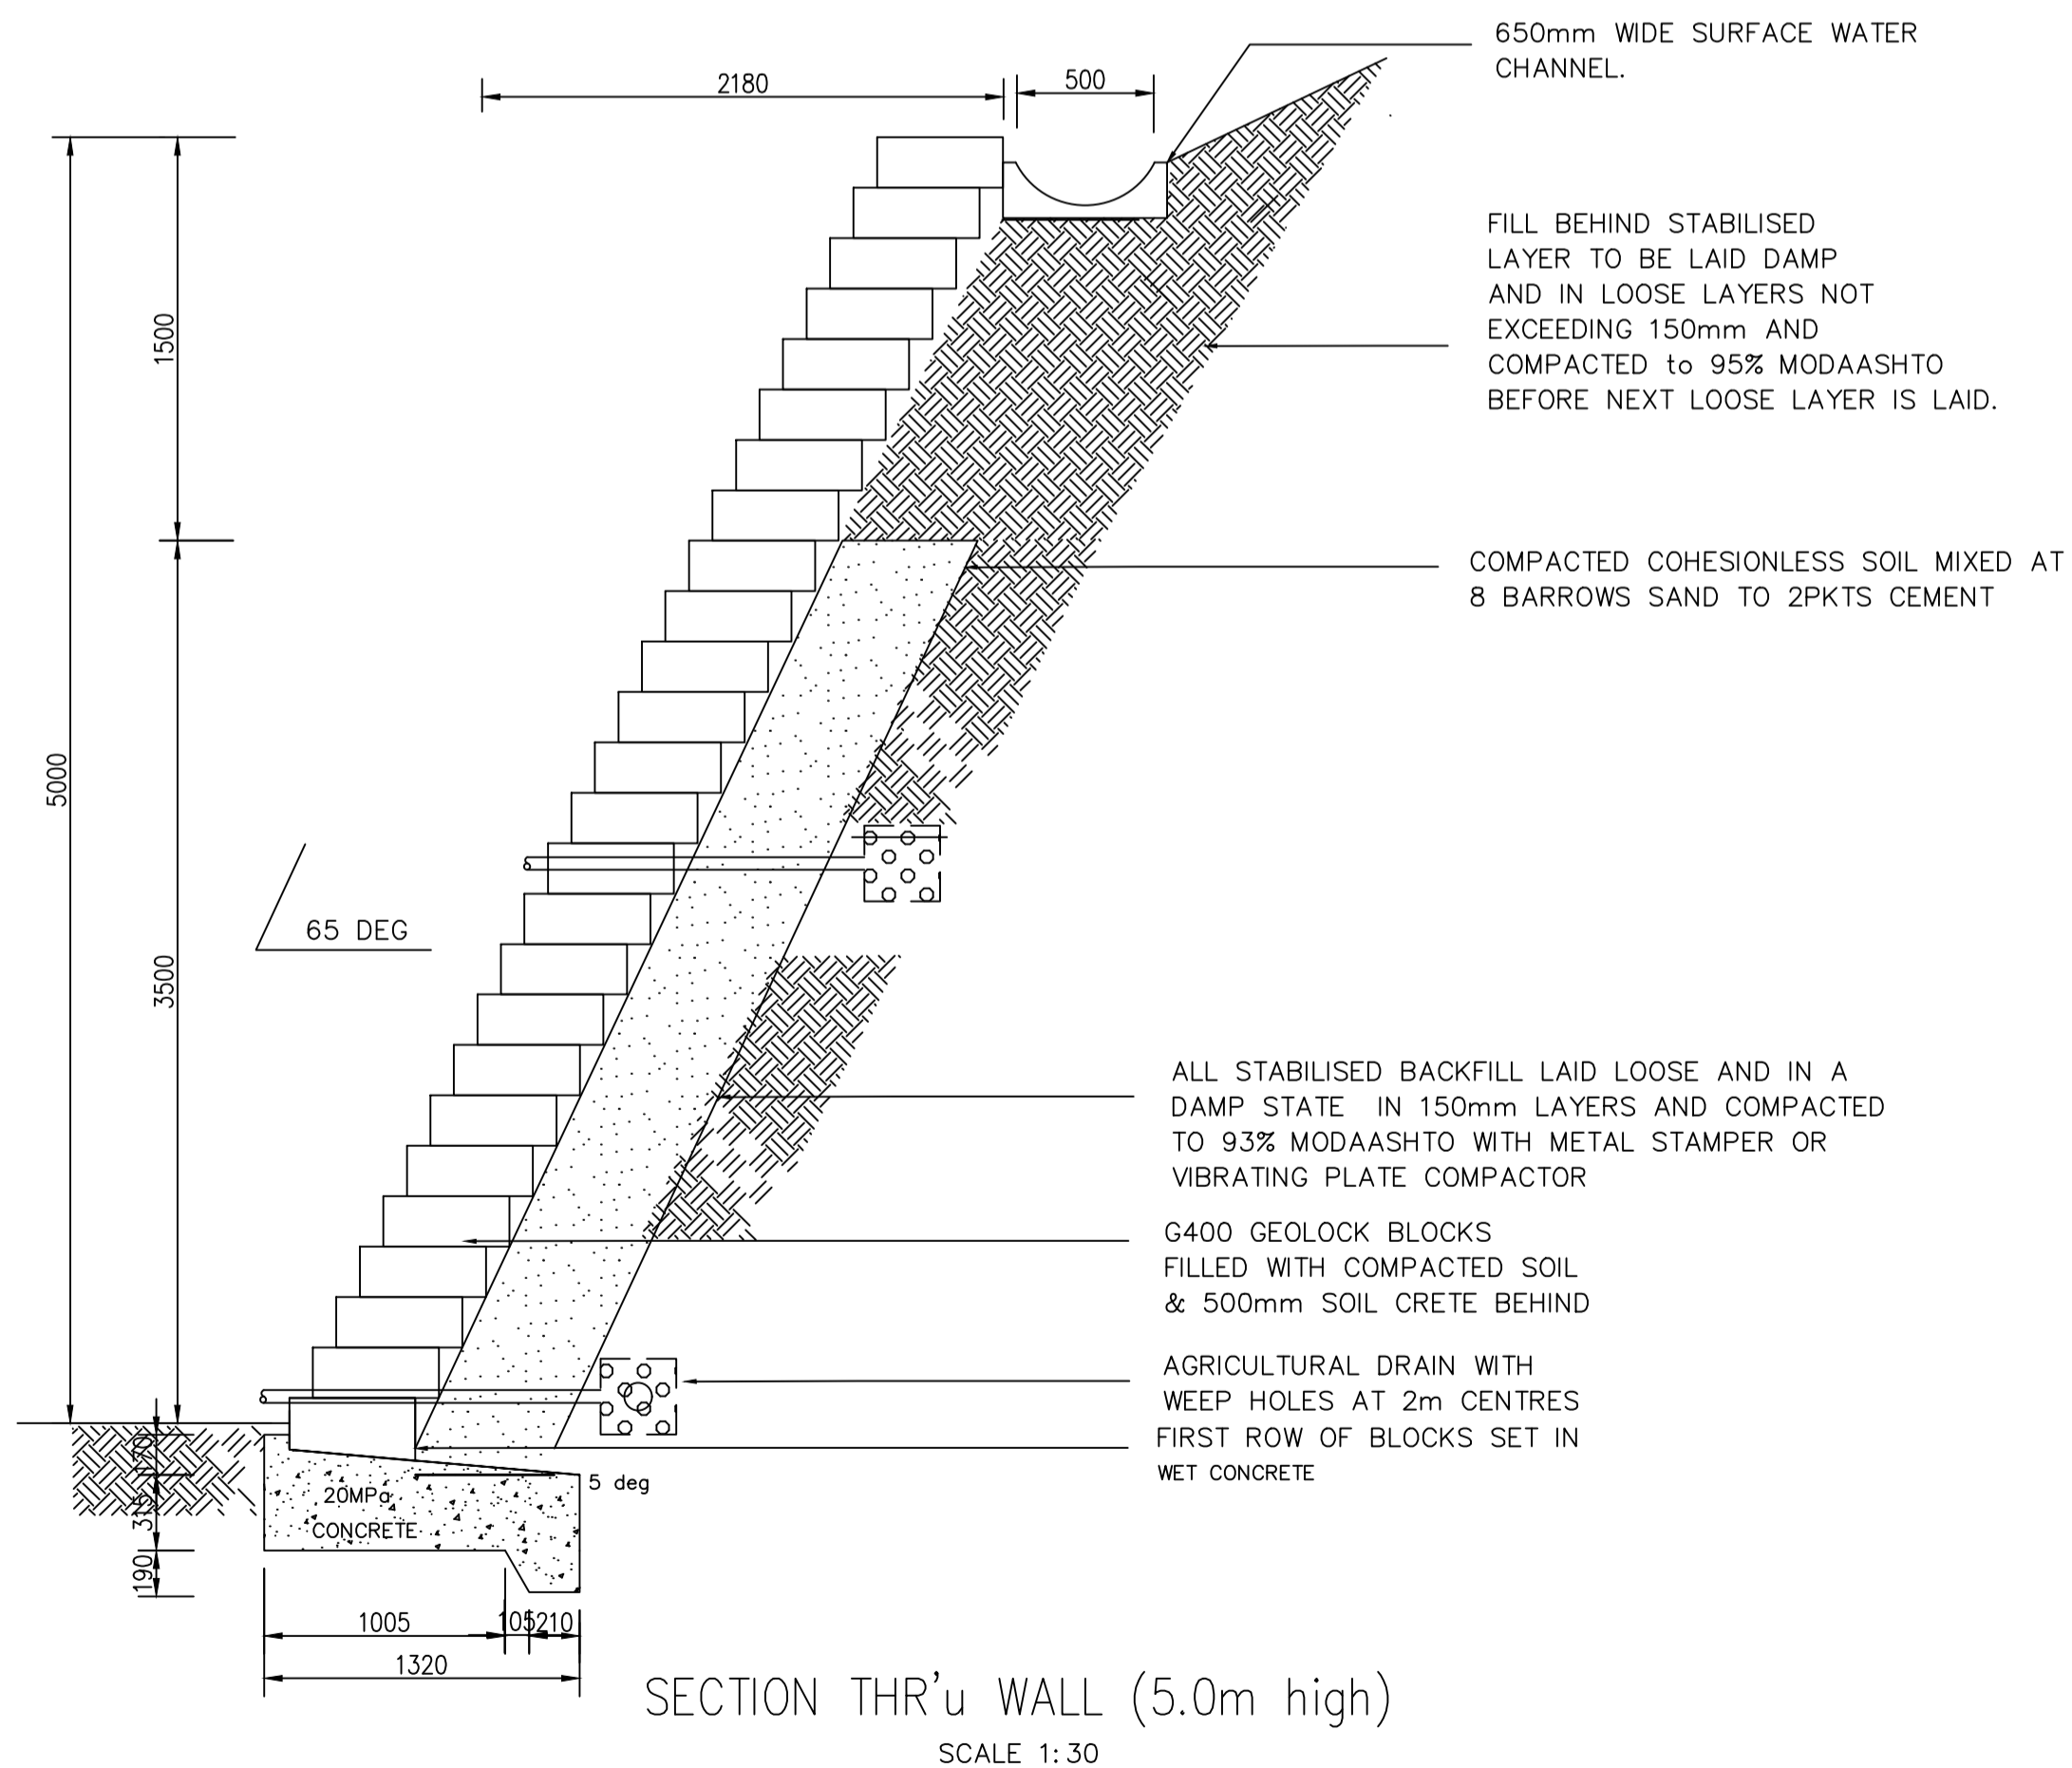 650mm WIDE SURFACE WATER
CHANNEL.
2180
500
FILL BEHIND STABILISED
LAYER TO BE LAID DAMP
AND IN LOOSE LAYERS NOT
EXCEEDING 150mm AND
COMPACTED to 95% MODAASHTO
BEFORE NEXT LOOSE LAYER IS LAID.
1500
COMPACTED COHESIONLESS SOIL MIXED AT
8 BARROWS SAND TO 2PKTS CEMENT
5000
65 DEG
3500
ALL STABILISED BACKFILL LAID LOOSE AND IN A
DAMP STATE IN 150mm LAYERS AND COMPACTED
TO 93% MODAASHTO WITH METAL STAMPER OR
VIBRATING PLATE COMPACTOR
G400 GEOLOCK BLOCKS
FILLED WITH COMPACTED SOIL
& 500mm SOIL CRETE BEHIND
AGRICULTURAL DRAIN WITH
WEEP HOLES AT 2m CENTRES
FIRST ROW OF BLOCKS SET IN
WET CONCRETE
170
5 deg
315
20MPa
CONCRETE
190
1005
105
210
1320
SECTION THR'u WALL (5.0m high)
SCALE 1:30